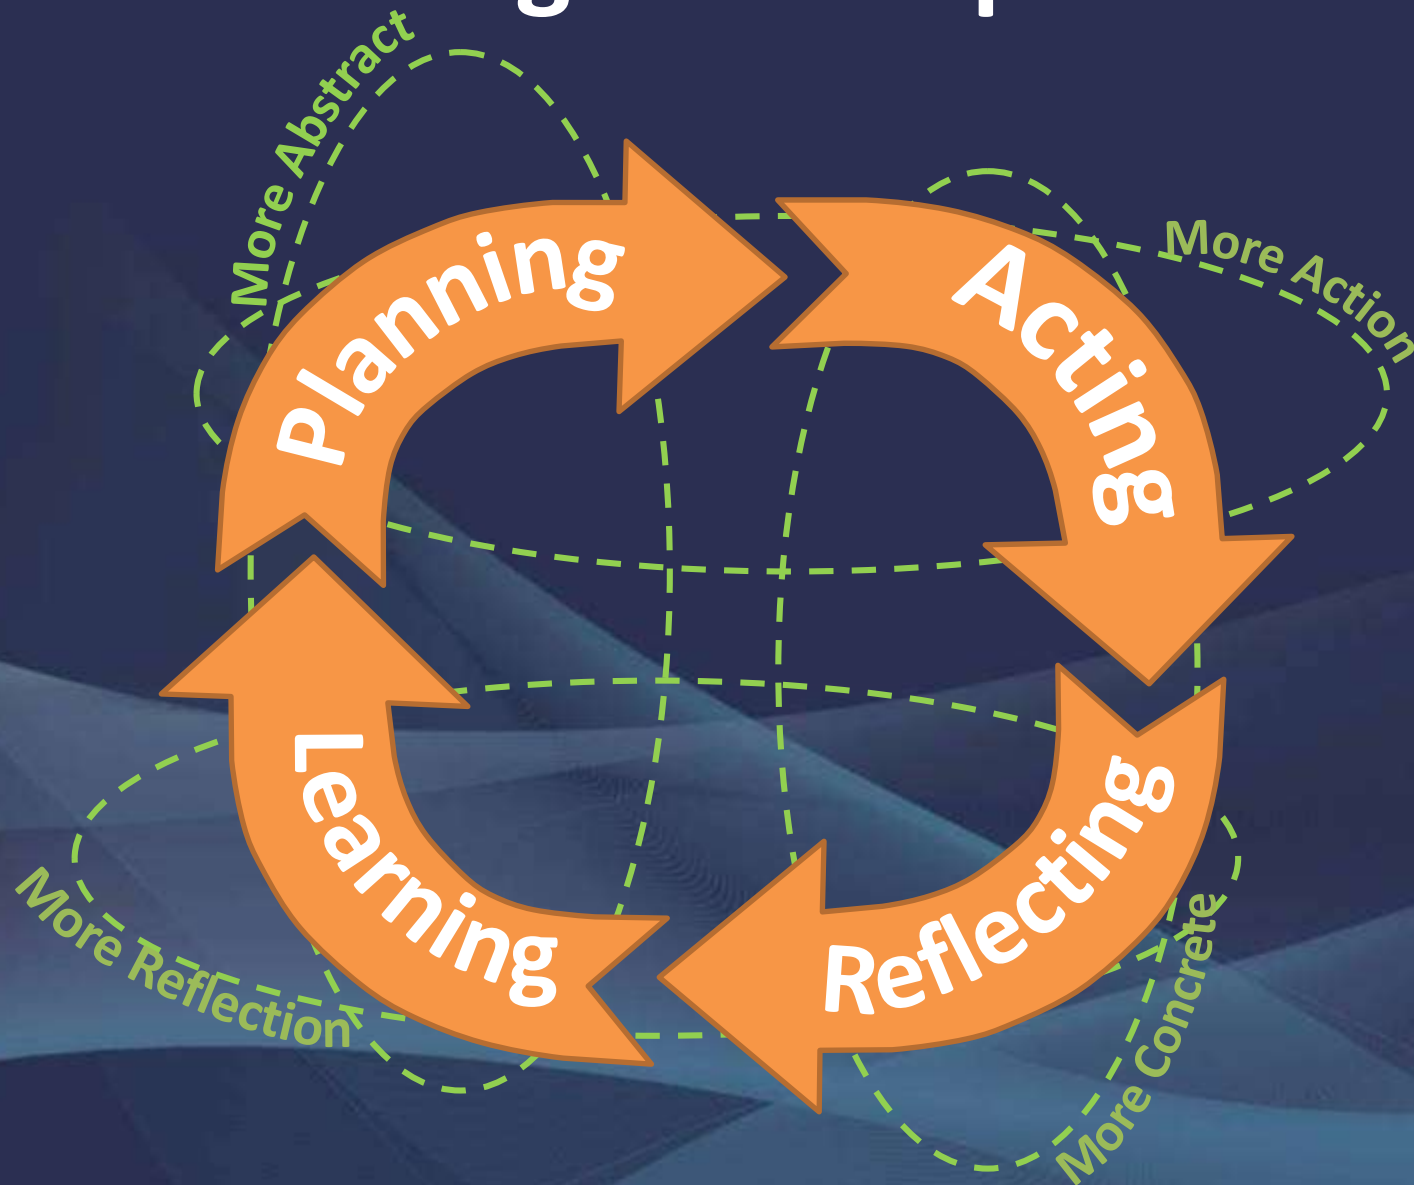 More Abstract
Planning
Acting
More Action
Learning
Reflecting
More Reflection
More Concrete